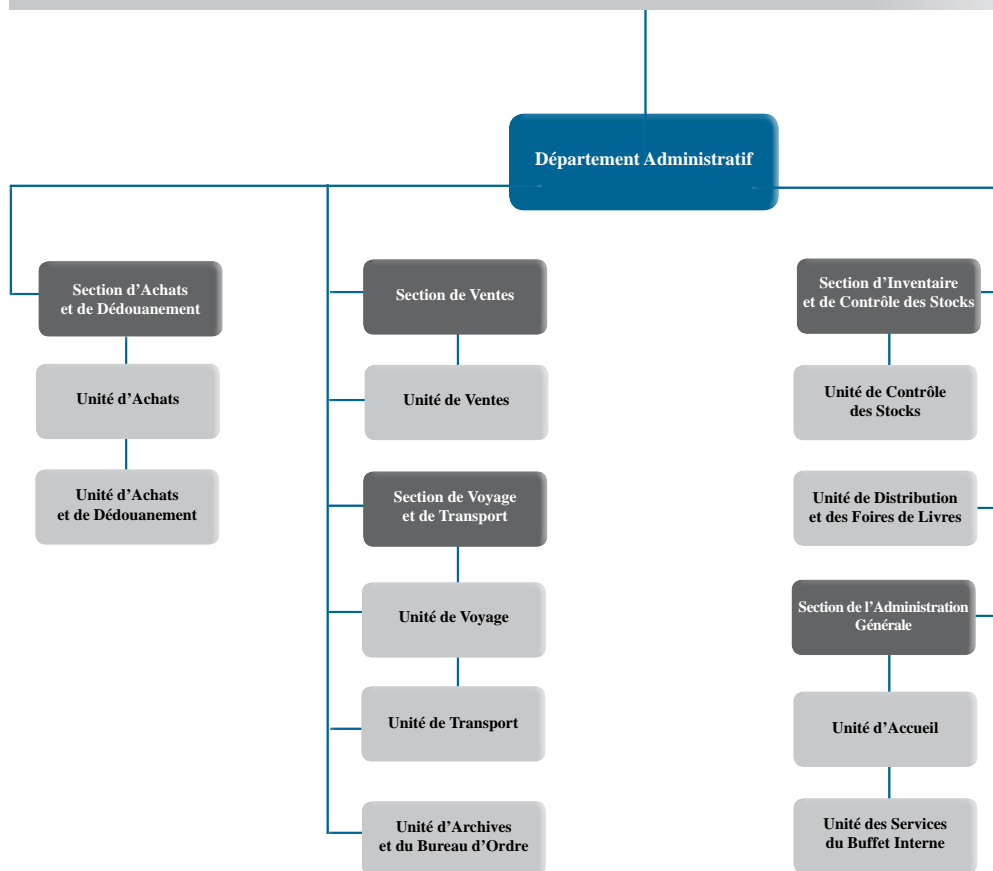 Département Administratif
Section d’Achats
et de Dédouanement
Unité d’Achats
Unité d’Achats
et de Dédouanement
Section de Ventes
Unité de Ventes
Section de Voyage
et de Transport
Unité de Voyage
Unité de Transport
Unité d’Archives
et du Bureau d’Ordre
Section d’Inventaire
et de Contrôle des Stocks
Unité de Contrôle
des Stocks
Unité de Distribution
et des Foires de Livres
Section de l’Administration
Générale
Unité d’Accueil
Unité des Services
du Buffet Interne